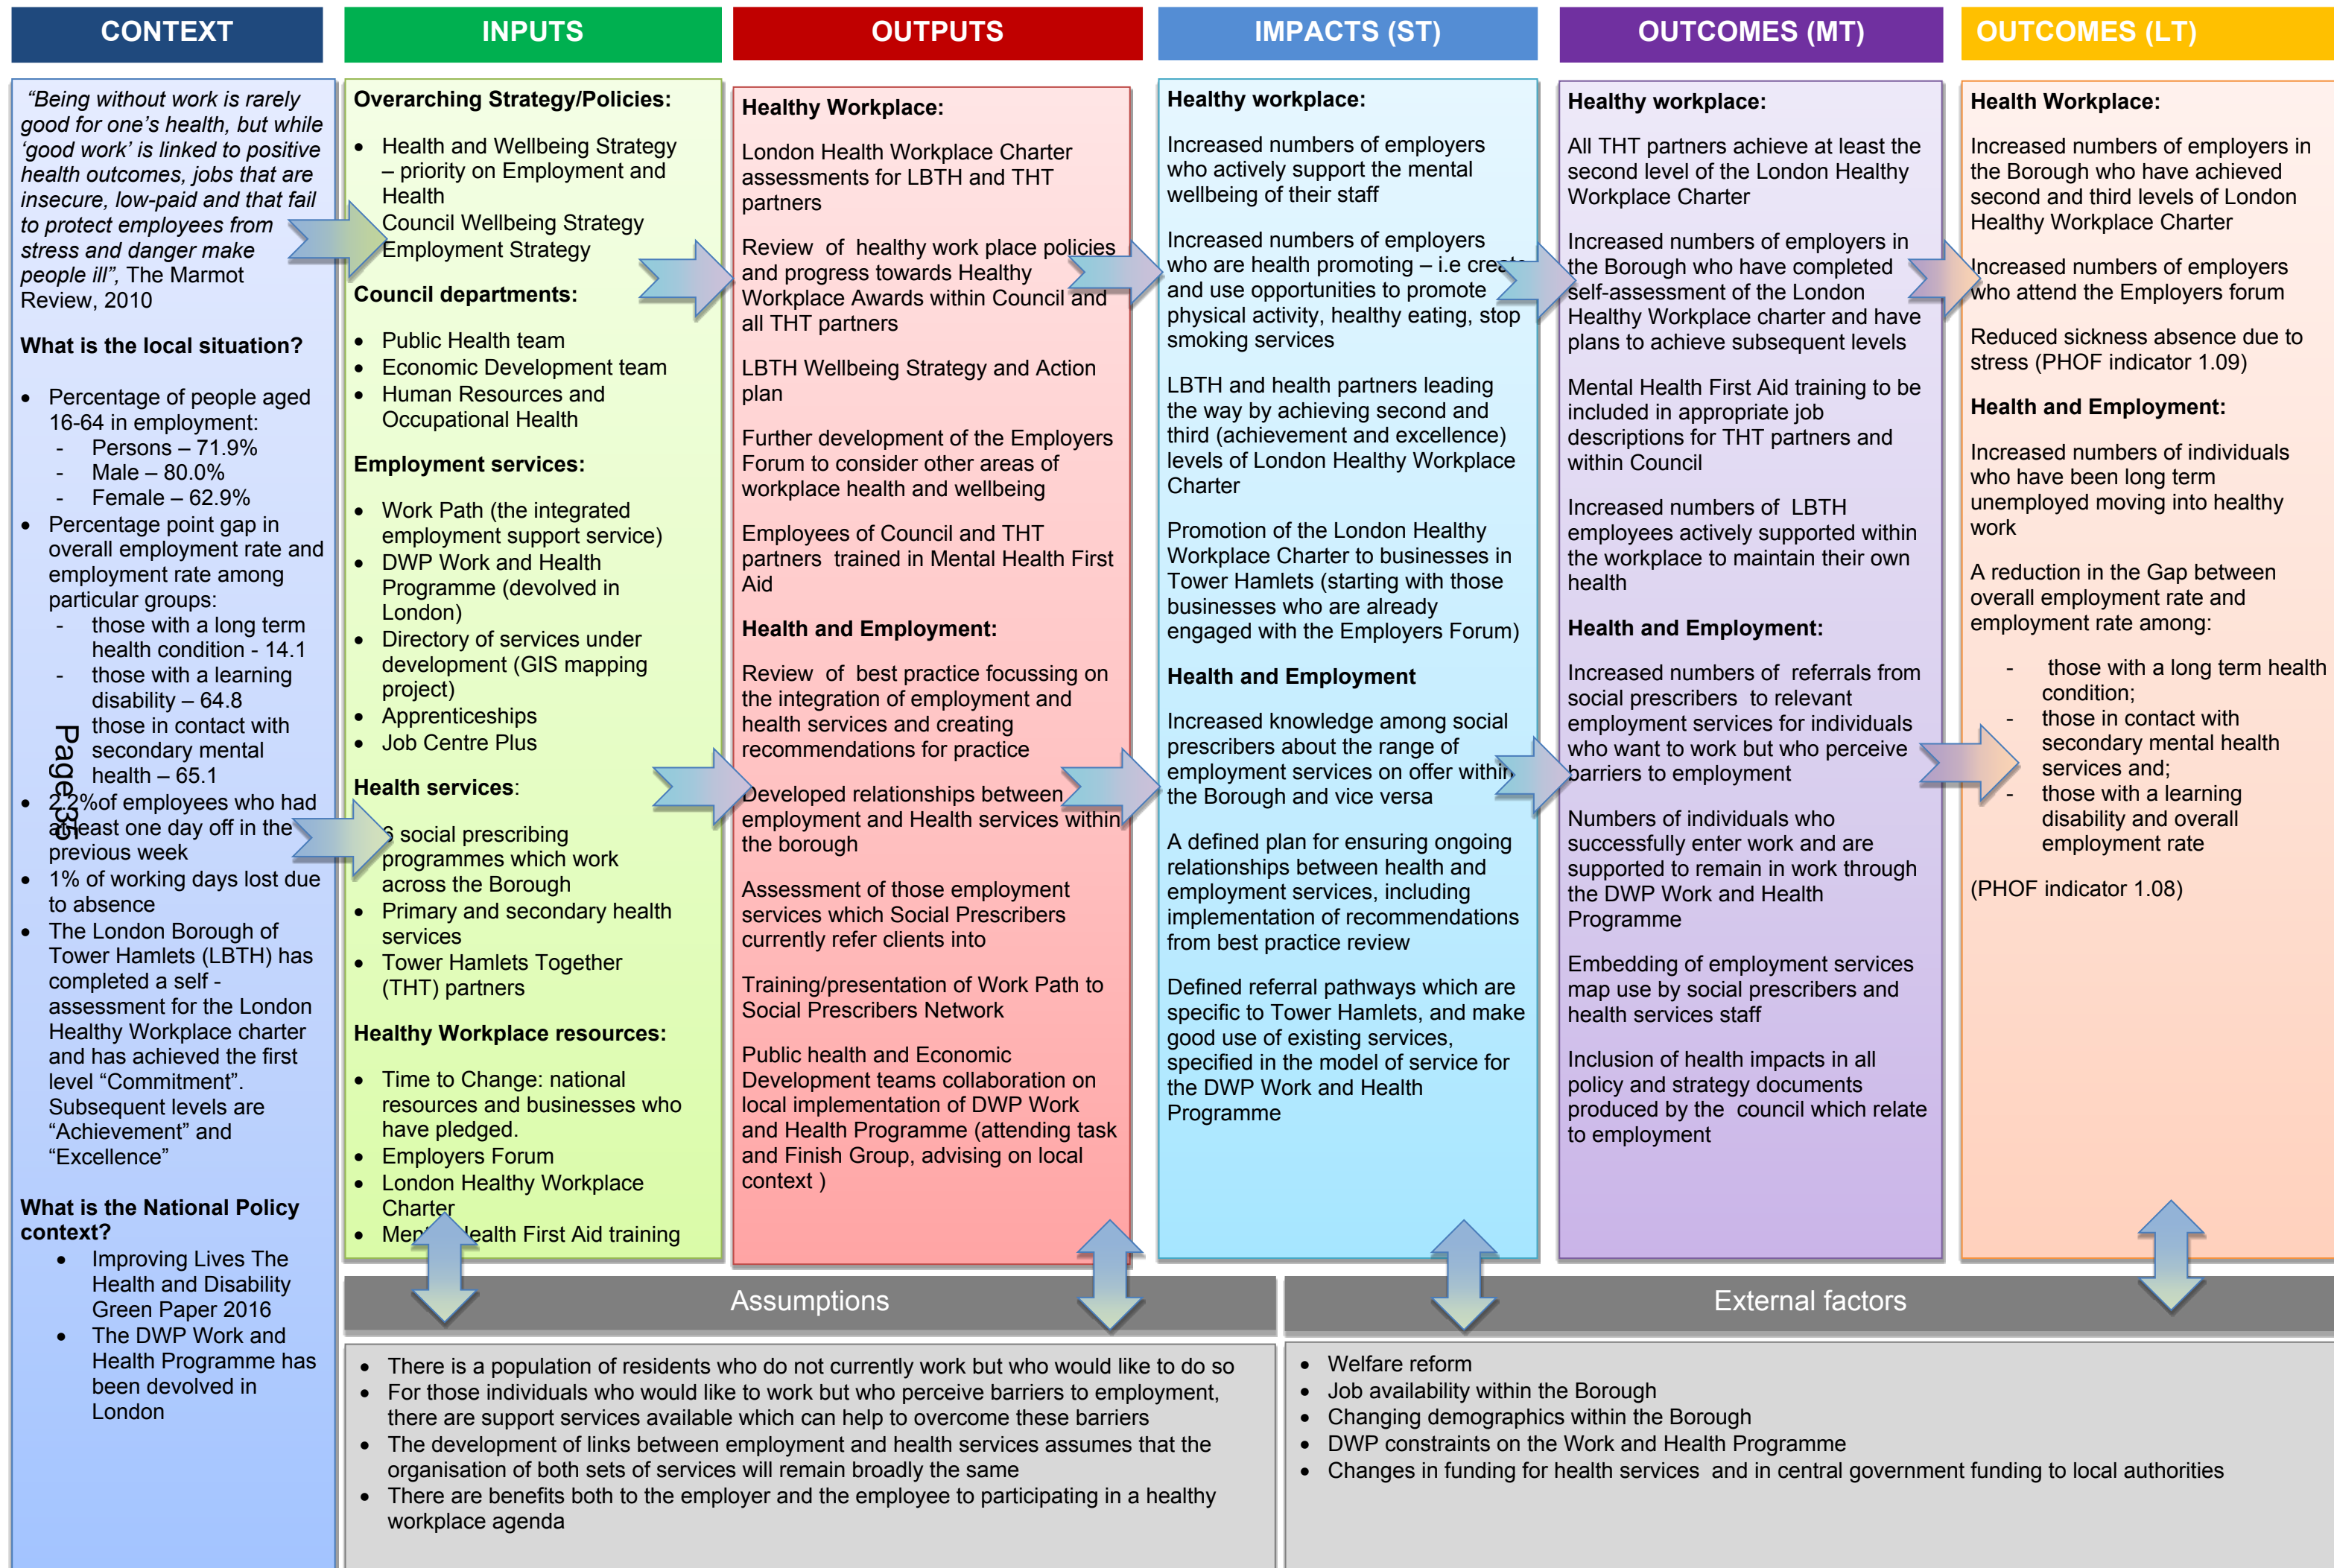 CONTEXT
INPUTS
OUTPUTS
IMPACTS (ST)
OUTCOMES (MT)
OUTCOMES (LT)
“Being without work is rarely
good for one’s health, but while
‘good work’ is linked to positive
health outcomes, jobs that are
insecure, low-paid and that fail
to protect employees from
stress and danger make
people ill”, The Marmot
Review, 2010
What is the local situation?
• Percentage of people aged
16-64 in employment:
- Persons – 71.9%
- Male – 80.0%
- Female – 62.9%
• Percentage point gap in
overall employment rate and
employment rate among
particular groups:
- those with a long term
health condition - 14.1
- those with a learning
disability – 64.8
those in contact with
secondary mental
health – 65.1
• 2.2%of employees who had
at least one day off in the
previous week
• 1% of working days lost due
to absence
• The London Borough of
Tower Hamlets (LBTH) has
completed a self -
assessment for the London
Healthy Workplace charter
and has achieved the first
level “Commitment”.
Subsequent levels are
“Achievement” and
“Excellence”
What is the National Policy
context?
• Improving Lives The
Health and Disability
Green Paper 2016
• The DWP Work and
Health Programme has
been devolved in
London
Page 35
Overarching Strategy/Policies:
• Health and Wellbeing Strategy
– priority on Employment and
Health
Council Wellbeing Strategy
Employment Strategy
Council departments:
• Public Health team
• Economic Development team
• Human Resources and
Occupational Health
Employment services:
• Work Path (the integrated
employment support service)
• DWP Work and Health
Programme (devolved in
London)
• Directory of services under
development (GIS mapping
project)
• Apprenticeships
• Job Centre Plus
Health services:
6 social prescribing
programmes which work
across the Borough
• Primary and secondary health
services
• Tower Hamlets Together
(THT) partners
Healthy Workplace resources:
• Time to Change: national
resources and businesses who
have pledged.
• Employers Forum
• London Healthy Workplace
Charter
• Mental Health First Aid training
Healthy Workplace:
London Health Workplace Charter
assessments for LBTH and THT
partners
Review of healthy work place policies
and progress towards Healthy
Workplace Awards within Council and
all THT partners
LBTH Wellbeing Strategy and Action
plan
Further development of the Employers
Forum to consider other areas of
workplace health and wellbeing
Employees of Council and THT
partners trained in Mental Health First
Aid
Health and Employment:
Review of best practice focussing on
the integration of employment and
health services and creating
recommendations for practice
Developed relationships between
employment and Health services within
the borough
Assessment of those employment
services which Social Prescribers
currently refer clients into
Training/presentation of Work Path to
Social Prescribers Network
Public health and Economic
Development teams collaboration on
local implementation of DWP Work
and Health Programme (attending task
and Finish Group, advising on local
context )
Healthy workplace:
Increased numbers of employers
who actively support the mental
wellbeing of their staff
Increased numbers of employers
who are health promoting – i.e create
and use opportunities to promote
physical activity, healthy eating, stop
smoking services
LBTH and health partners leading
the way by achieving second and
third (achievement and excellence)
levels of London Healthy Workplace
Charter
Promotion of the London Healthy
Workplace Charter to businesses in
Tower Hamlets (starting with those
businesses who are already
engaged with the Employers Forum)
Health and Employment
Increased knowledge among social
prescribers about the range of
employment services on offer within
the Borough and vice versa
A defined plan for ensuring ongoing
relationships between health and
employment services, including
implementation of recommendations
from best practice review
Defined referral pathways which are
specific to Tower Hamlets, and make
good use of existing services,
specified in the model of service for
the DWP Work and Health
Programme
Healthy workplace:
All THT partners achieve at least the
second level of the London Healthy
Workplace Charter
Increased numbers of employers in
the Borough who have completed
self-assessment of the London
Healthy Workplace charter and have
plans to achieve subsequent levels
Mental Health First Aid training to be
included in appropriate job
descriptions for THT partners and
within Council
Increased numbers of LBTH
employees actively supported within
the workplace to maintain their own
health
Health and Employment:
Increased numbers of referrals from
social prescribers to relevant
employment services for individuals
who want to work but who perceive
barriers to employment
Numbers of individuals who
successfully enter work and are
supported to remain in work through
the DWP Work and Health
Programme
Embedding of employment services
map use by social prescribers and
health services staff
Inclusion of health impacts in all
policy and strategy documents
produced by the council which relate
to employment
Health Workplace:
Increased numbers of employers in
the Borough who have achieved
second and third levels of London
Healthy Workplace Charter
Increased numbers of employers
who attend the Employers forum
Reduced sickness absence due to
stress (PHOF indicator 1.09)
Health and Employment:
Increased numbers of individuals
who have been long term
unemployed moving into healthy
work
A reduction in the Gap between
overall employment rate and
employment rate among:
- those with a long term health
condition;
- those in contact with
secondary mental health
services and;
- those with a learning
disability and overall
employment rate
(PHOF indicator 1.08)
Assumptions
• There is a population of residents who do not currently work but who would like to do so
• For those individuals who would like to work but who perceive barriers to employment,
there are support services available which can help to overcome these barriers
• The development of links between employment and health services assumes that the
organisation of both sets of services will remain broadly the same
• There are benefits both to the employer and the employee to participating in a healthy
workplace agenda
External factors
• Welfare reform
• Job availability within the Borough
• Changing demographics within the Borough
• DWP constraints on the Work and Health Programme
• Changes in funding for health services and in central government funding to local authorities